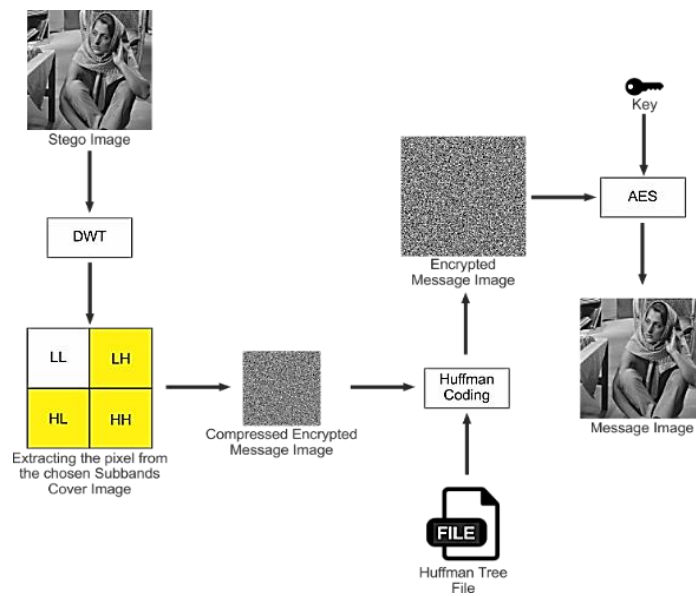 Stego Image
DWT
LL
LH
HL
HH
Extracting the pixel from
the chosen Subbands
Cover Image
Compressed Encrypted
Message Image
Huffman
Coding
FILE
Huffman Tree
File
Encrypted
Message Image
Key
AES
Message Image